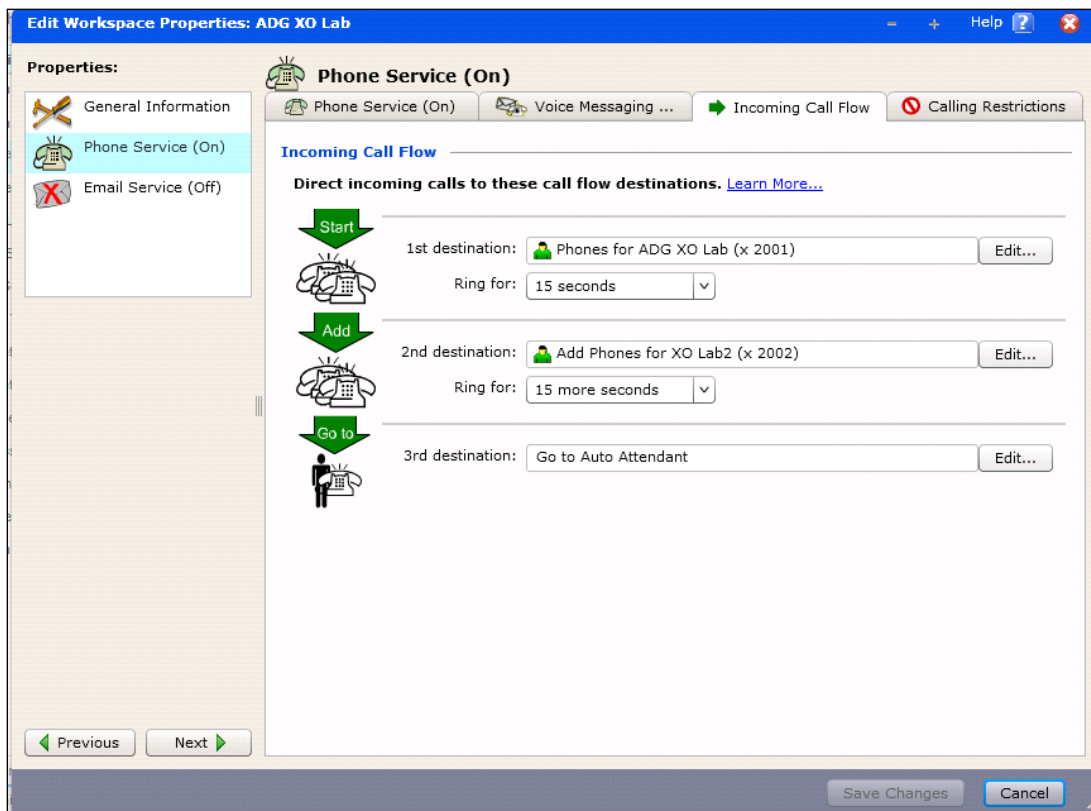 Edit Workspace Properties: ADG XO Lab
Help ?
Properties:
General Information
Phone Service (On)
Email Service (Off)
Phone Service (On)
Phone Service (On)
Voice Messaging ...
Incoming Call Flow
Calling Restrictions
Incoming Call Flow
Direct incoming calls to these call flow destinations. Learn More...
Start
1st destination: Phones for ADG XO Lab (x 2001) Edit...
Ring for: 15 seconds
Add
2nd destination: Add Phones for XO Lab2 (x 2002) Edit...
Ring for: 15 more seconds
Go to
3rd destination: Go to Auto Attendant Edit...
Previous
Next
Save Changes
Cancel